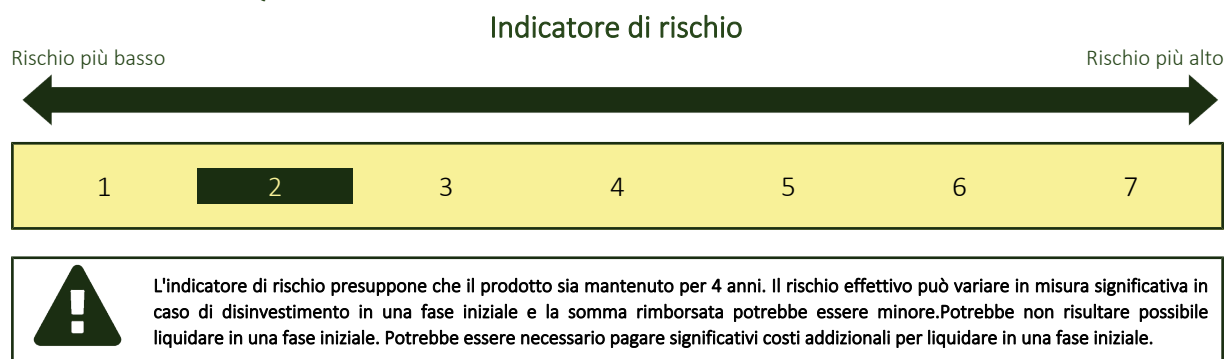 Indicatore di rischio
Rischio più basso Rischio più alto
1 2 3 4 5 6 7
L'indicatore di rischio presuppone che il prodotto sia mantenuto per 4 anni. Il rischio effettivo può variare in misura significativa in
caso di disinvestimento in una fase iniziale e la somma rimborsata potrebbe essere minore.Potrebbe non risultare possibile
liquidare in una fase iniziale. Potrebbe essere necessario pagare significativi costi addizionali per liquidare in una fase iniziale.